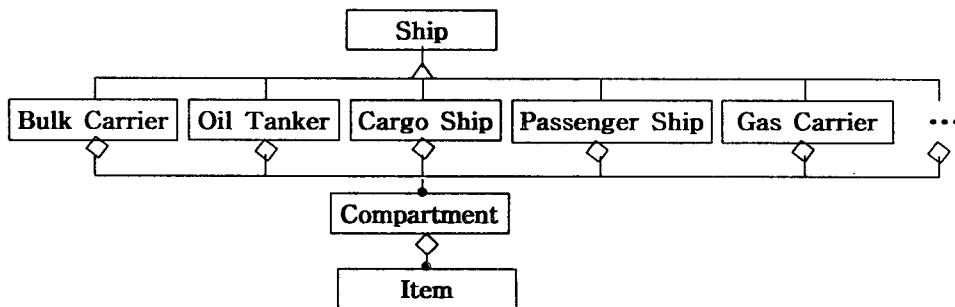 Ship
Bulk Carrier Oil Tanker Cargo Ship Passenger Ship Gas Carrier ...
Compartment
Item